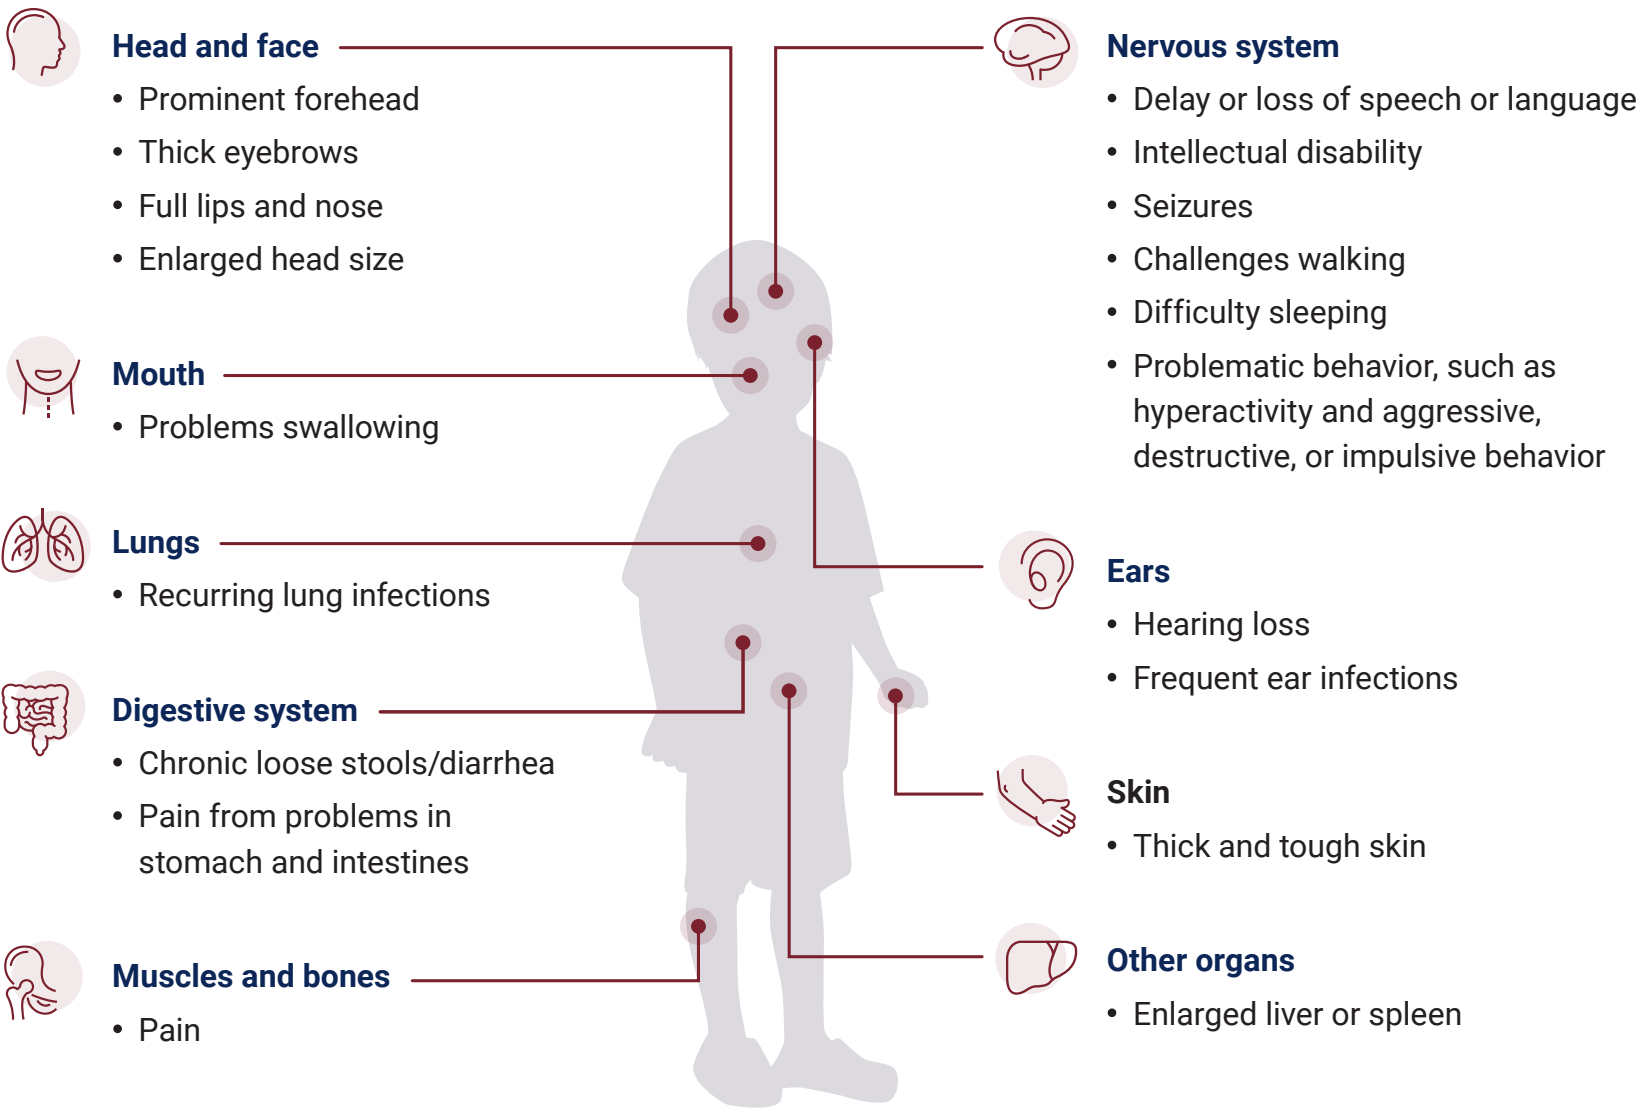 Head and face
• Prominent forehead
• Thick eyebrows
• Full lips and nose
• Enlarged head size
Mouth
• Problems swallowing
Lungs
• Recurring lung infections
Digestive system
• Chronic loose stools/diarrhea
• Pain from problems in
stomach and intestines
Muscles and bones
• Pain
Nervous system
• Delay or loss of speech or language
• Intellectual disability
• Seizures
• Challenges walking
• Difficulty sleeping
• Problematic behavior, such as
hyperactivity and aggressive,
destructive, or impulsive behavior
Ears
• Hearing loss
• Frequent ear infections
Skin
• Thick and tough skin
Other organs
• Enlarged liver or spleen